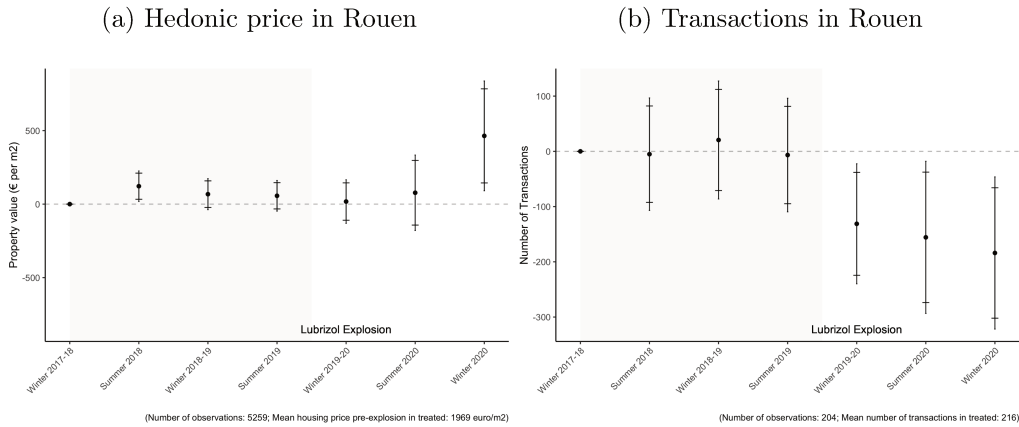 (a) Hedonic price in Rouen
Property value (€ per m2)
500
0
-500
Lubrizol Explosion
Winter 2017-18
Summer 2018
Winter 2018-19
Summer 2019
Winter 2019-20
Summer 2020
Winter 2020
(Number of observations: 5259; Mean housing price pre-explosion in treated: 1969 euro/m2)
(b) Transactions in Rouen
Number of Transactions
100
0
-100
-200
-300
Lubrizol Explosion
Winter 2017-18
Summer 2018
Winter 2018-19
Summer 2019
Winter 2019-20
Summer 2020
Winter 2020
(Number of observations: 204; Mean number of transactions in treated: 216)